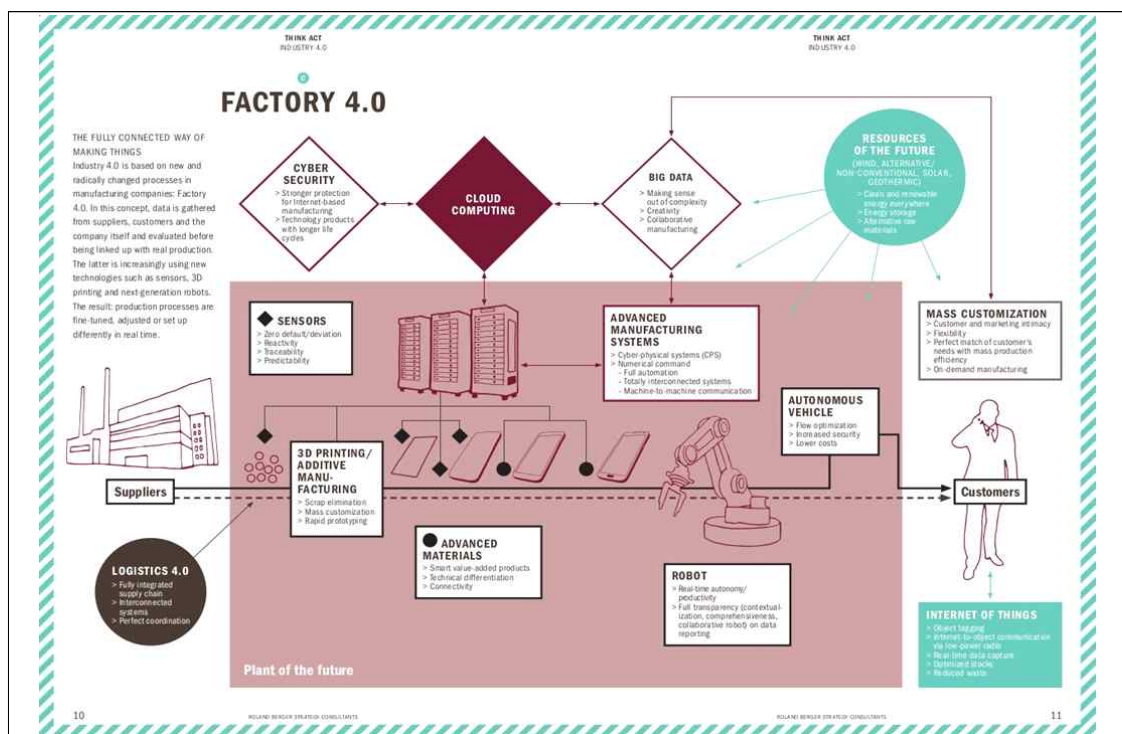 THINK ACT
INDUSTRY 4.0
THINK ACT
INDUSTRY 4.0
C
FACTORY 4.0
THE FULLY CONNECTED WAY OF
MAKING THINGS
Industry 4.0 is based on new and
radically changed processes in
manufacturing companies: Factory
4.0. In this concept, data is gathered
from suppliers, customers and the
company itself and evaluated before
being linked up with real production.
The latter is increasingly using new
technologies such as sensors, 3D
printing and next-generation robots.
The result: production processes are
fine-tuned, adjusted or set up
differently in real time.
CYBER
SECURITY
> Stronger protection
for Internet-based
manufacturing
> Technology products
with longer life
cycles
CLOUD
COMPUTING
BIG DATA
> Making sense
out of complexity
> Creativity
> Collaborative
manufacturing
RESOURCES
OF THE FUTURE
(WIND, ALTERNATIVE/
NON-CONVENTIONAL, SOLAR,
GEOTHERMIC)
> Clean and renewable
energy everywhere
> Energy storage
> Alternative raw
materials
SENSORS
> Zero default/deviation
> Reactivity
> Traceability
> Predictability
ADVANCED
MANUFACTURING
SYSTEMS
> Cyber-physical systems (CPS)
> Numerical command
- Full automation
- Totally interconnected systems
- Machine-to-machine communication
MASS CUSTOMIZATION
> Customer and marketing intimacy
> Flexibility
> Perfect match of customer's
needs with mass production
efficiency
> On-demand manufacturing
AUTONOMOUS
VEHICLE
> Flow optimization
> Increased security
> Lower costs
3D PRINTING/
ADDITIVE
MANU-
FACTURING
> Scrap elimination
> Mass customization
> Rapid prototyping
Suppliers
Customers
LOGISTICS 4.0
> Fully integrated
supply chain
> Interconnected
systems
> Perfect coordination
ADVANCED
MATERIALS
> Smart value-added products
> Technical differentiation
> Connectivity
ROBOT
> Real-time autonomy/
productivity
> Full transparency (contextual-
ization, comprehensiveness,
collaborative robot) on data
reporting
INTERNET OF THINGS
> Object tagging
> Internet-to-object communication
via low-power radio
> Real-time data capture
> Optimized stocks
> Reduced waste
Plant of the future
10
ROLAND BERGER STRATEGY CONSULTANTS
ROLAND BERGER STRATEGY CONSULTANTS
11